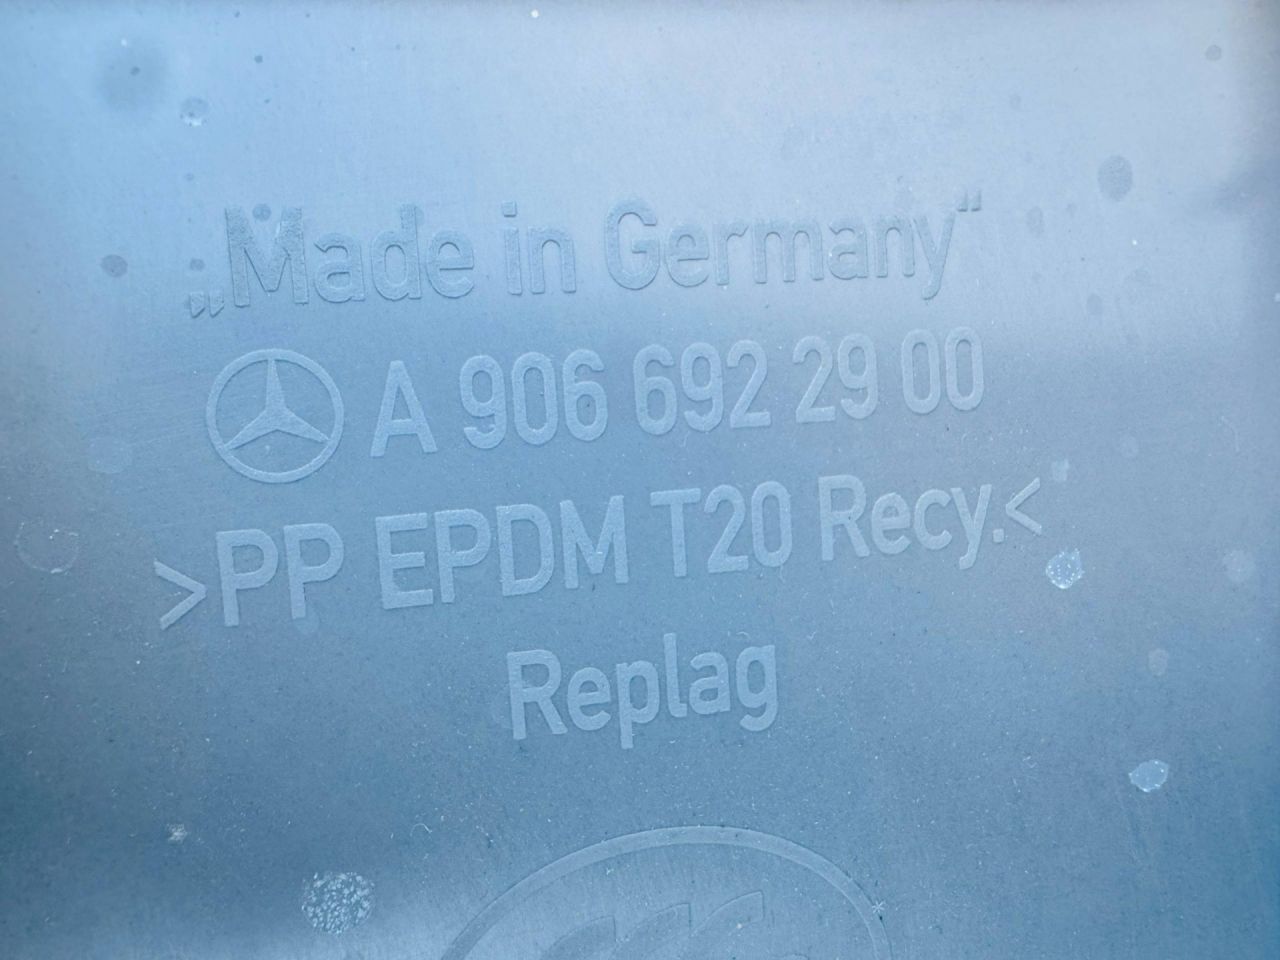 „Made in Germany"
A 906 692 29 00
>PP EPDM T20 Recy.<
Replag